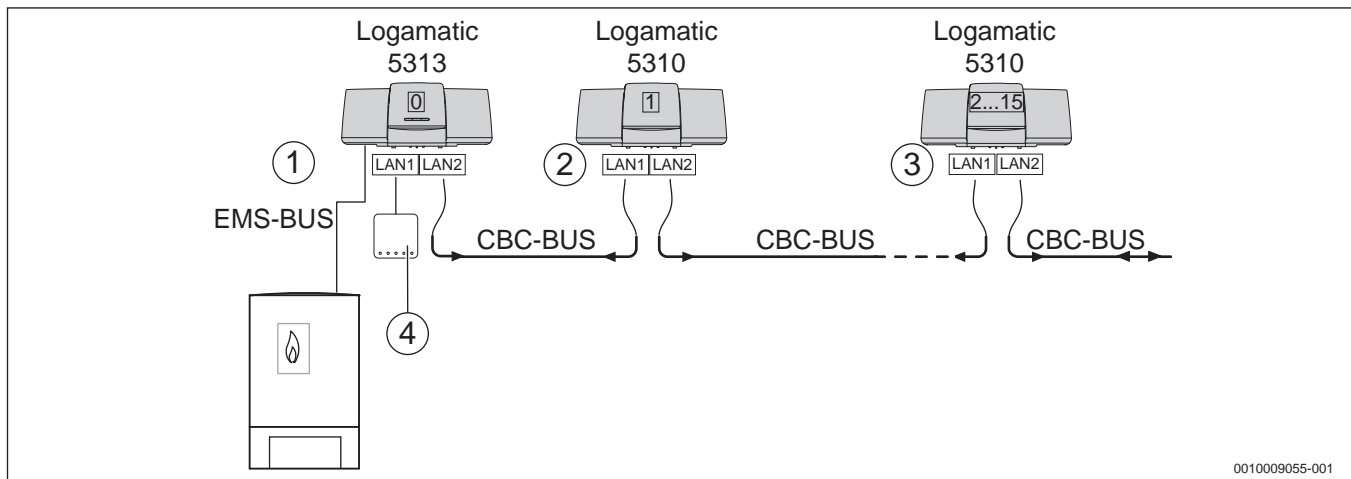 Logamatic
5313
Logamatic
5310
Logamatic
5310
0
1
2...15
1
LAN1 LAN2
2
LAN1 LAN2
3
LAN1 LAN2
EMS-BUS
CBC-BUS
CBC-BUS
CBC-BUS
4
0010009055-001